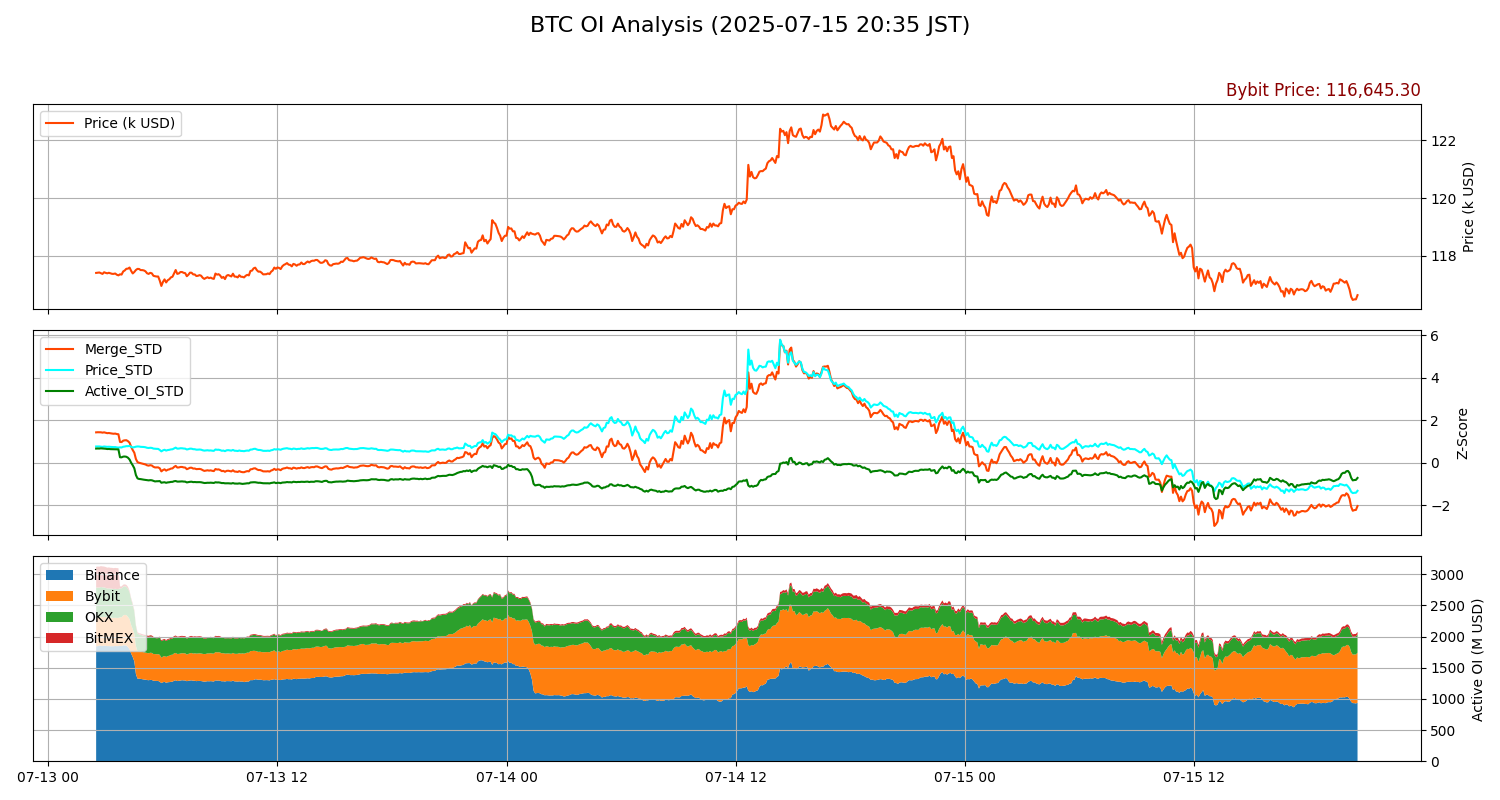 BTC OI Analysis (2025-07-15 20:35 JST)
Bybit Price: 116,645.30
Price (k USD)
122
120
118
Price (k USD)
Merge_STD
Price_STD
Active_OI_STD
6
4
2
0
−2
Z-Score
Binance
Bybit
OKX
BitMEX
3000
2500
2000
1500
1000
500
0
Active OI (M USD)
07-13 00
07-13 12
07-14 00
07-14 12
07-15 00
07-15 12